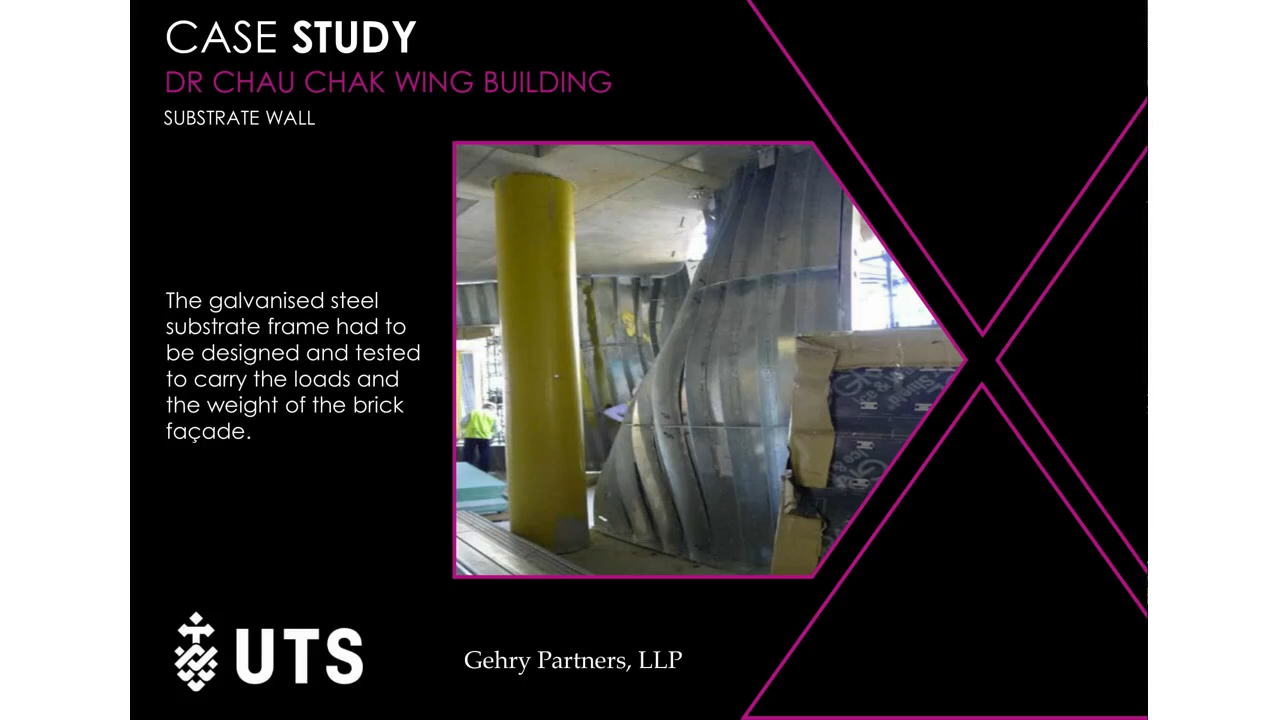 CASE STUDY
DR CHAU CHAK WING BUILDING
SUBSTRATE WALL
The galvanised steel
substrate frame had to
be designed and tested
to carry the loads and
the weight of the brick
façade.
UTS
Gehry Partners, LLP